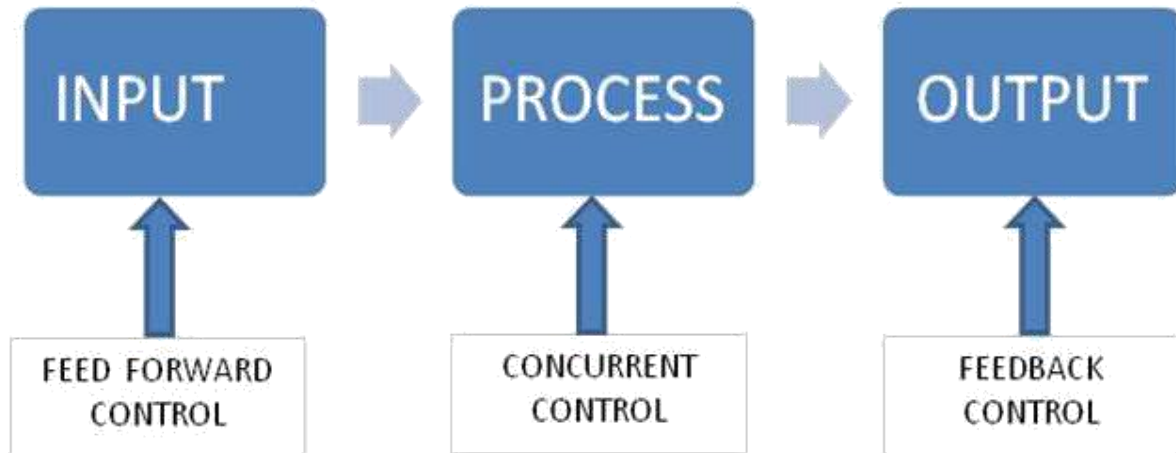 INPUT
PROCESS
OUTPUT
FEED FORWARD
CONTROL
CONCURRENT
CONTROL
FEEDBACK
CONTROL